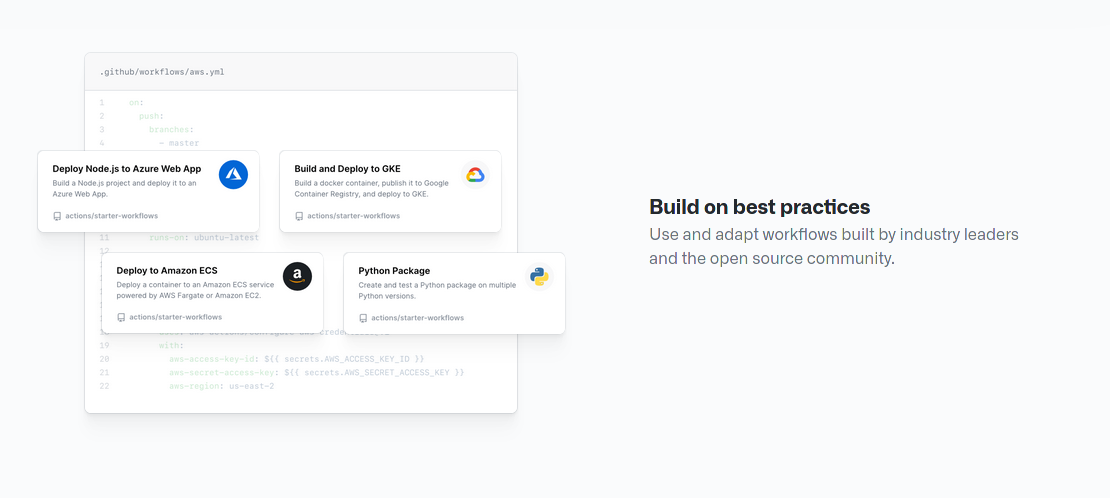 .github/workflows/aws.yml
1 on:
2 push:
3 branches:
4 - master
Deploy Node.js to Azure Web App
Build a Node.js project and deploy it to an
Azure Web App.
actions/starter-workflows
Build and Deploy to GKE
Build a docker container, publish it to Google
Container Registry, and deploy to GKE.
actions/starter-workflows
11 runs-on: ubuntu-latest
12
Deploy to Amazon ECS
Deploy a container to an Amazon ECS service
powered by AWS Fargate or Amazon EC2.
actions/starter-workflows
Python Package
Create and test a Python package on multiple
Python versions.
actions/starter-workflows
19 with:
20 aws-access-key-id: ${{ secrets.AWS_ACCESS_KEY_ID }}
21 aws-secret-access-key: ${{ secrets.AWS_SECRET_ACCESS_KEY }}
22 aws-region: us-east-2
Build on best practices
Use and adapt workflows built by industry leaders
and the open source community.